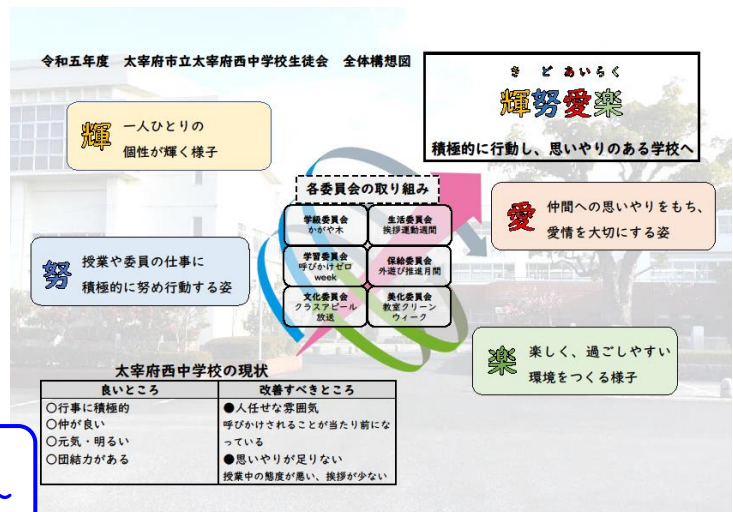 令和五年度　太宰府市立太宰府西中学校生徒会　全体構想図
き　ど　あい　らく
輝努愛楽
積極的に行動し、思いやりのある学校へ
輝
一人ひとりの
個性が輝く様子
各委員会の取り組み
学級委員会
かがや木
生活委員会
挨拶運動週間
学習委員会
呼びかけゼロ
week
保給委員会
外遊び推進月間
文化委員会
クラスアピール
放送
美化委員会
教室クリーン
ウィーク
愛
仲間への思いやりをもち、
愛情を大切にする姿
努
授業や委員の仕事に
積極的に努め行動する姿
楽
楽しく、過ごしやすい
環境をつくる様子
太宰府西中学校の現状
良いところ
○行事に積極的
○仲が良い
○元気・明るい
○団結力がある
改善すべきところ
●人任せな雰囲気
呼びかけされることが当たり前にな
っている
●思いやりが足りない
授業中の態度が悪い、挨拶が少ない
～